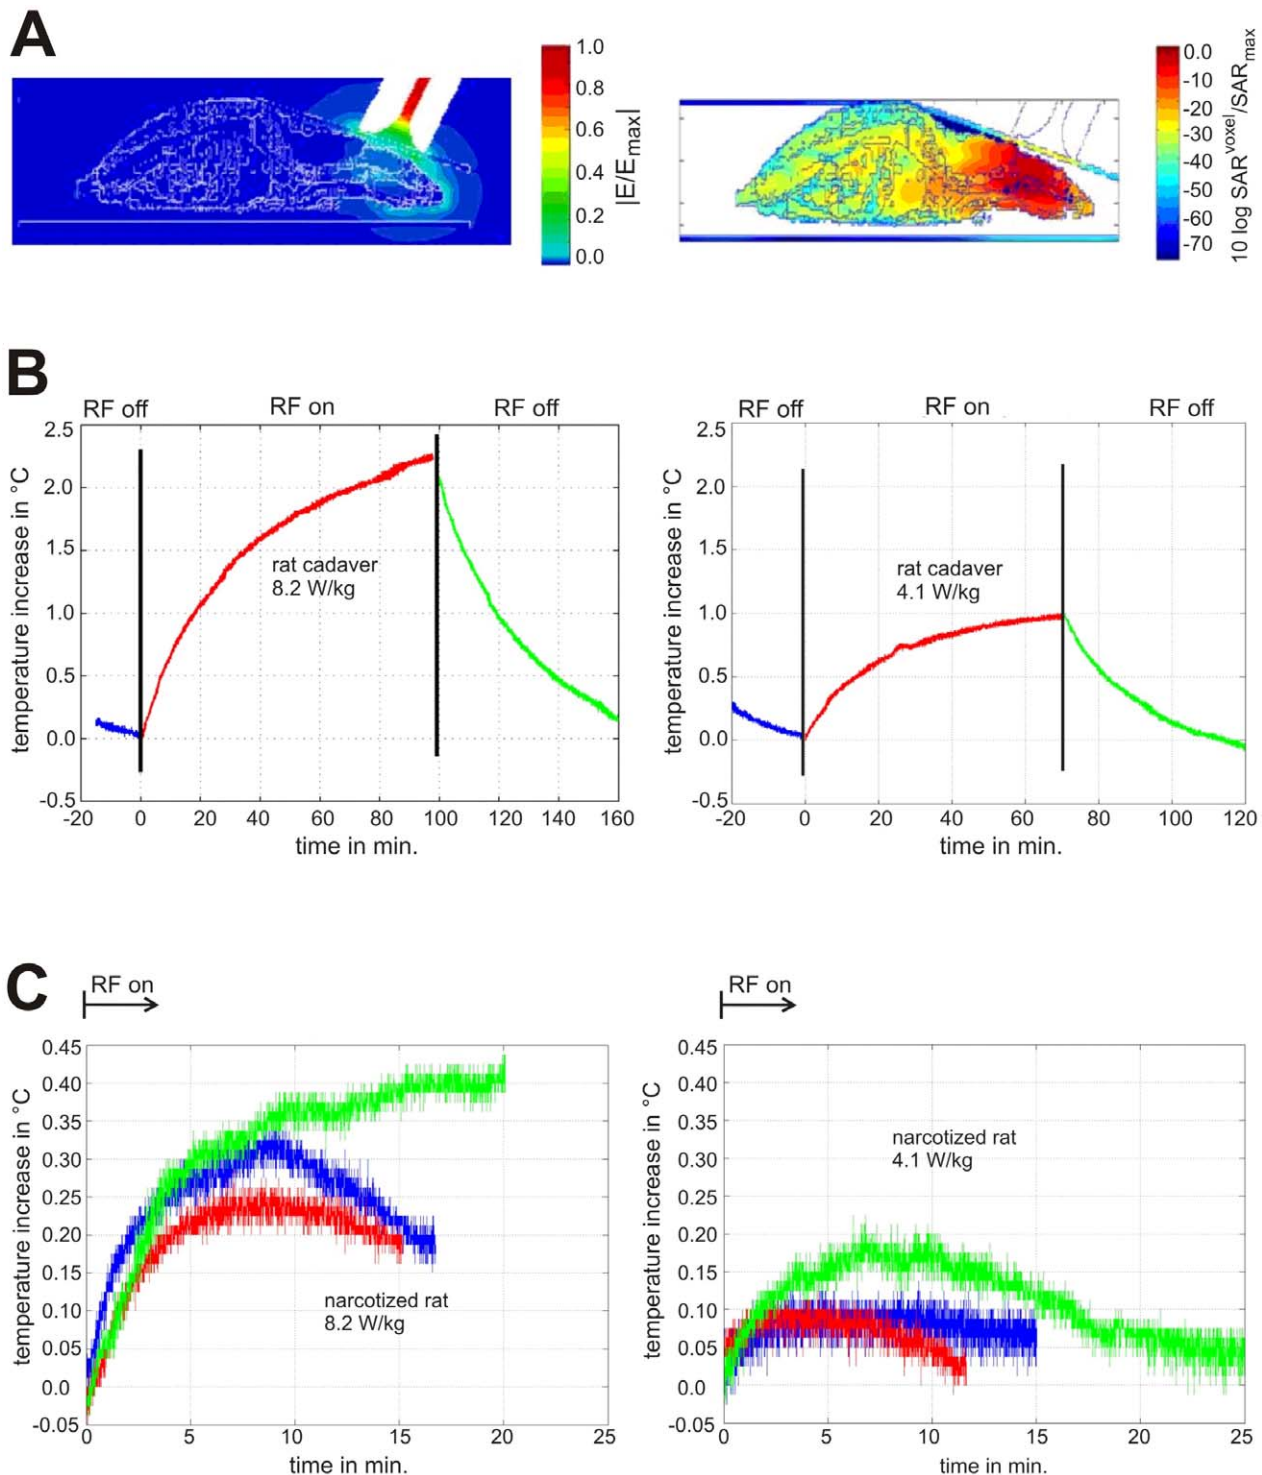 A
1.0
0.8
0.6
0.4
0.2
0.0
|E/Emax|
0.0
-10
-20
-30
-40
-50
-60
-70
10 log SARvoxel/SARmax
B
RF off RF on RF off
2.5
2.0
1.5
1.0
0.5
0.0
-0.5
temperature increase in °C
rat cadaver
8.2 W/kg
-20 0 20 40 60 80 100 120 140 160
time in min.
RF off RF on RF off
2.5
2.0
1.5
1.0
0.5
0.0
-0.5
temperature increase in °C
rat cadaver
4.1 W/kg
-20 0 20 40 60 80 100 120
time in min.
C
RF on
0.45
0.40
0.35
0.30
0.25
0.20
0.15
0.10
0.05
0.0
-0.05
temperature increase in °C
narcotized rat
8.2 W/kg
0 5 10 15 20 25
time in min.
RF on
0.45
0.40
0.35
0.30
0.25
0.20
0.15
0.10
0.05
0.0
-0.05
temperature increase in °C
narcotized rat
4.1 W/kg
0 5 10 15 20 25
time in min.